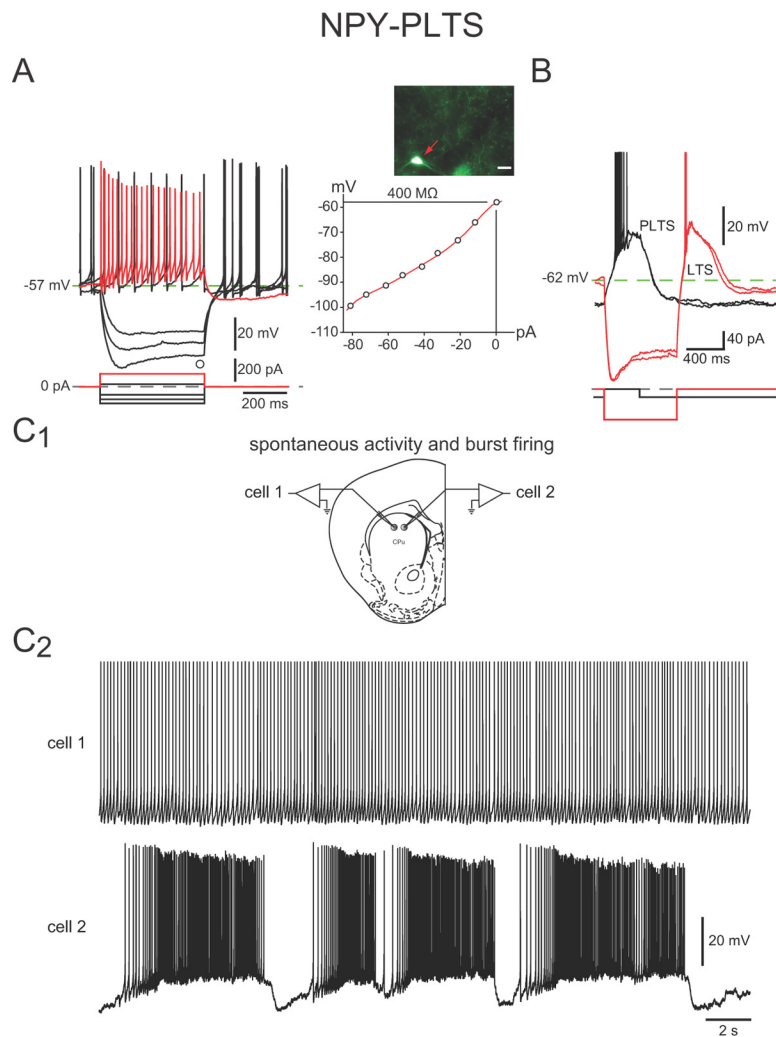 NPY-PLTS
A
B
mV
400 MΩ
-60
-70
-80
-90
-100
-110
-80
-60
-40
-20
0
pA
-57 mV
20 mV
200 pA
0 pA
200 ms
PLTS
20 mV
-62 mV
LTS
40 pA
400 ms
C1
spontaneous activity and burst firing
cell 1
cell 2
CPu
C2
cell 1
cell 2
20 mV
2 s